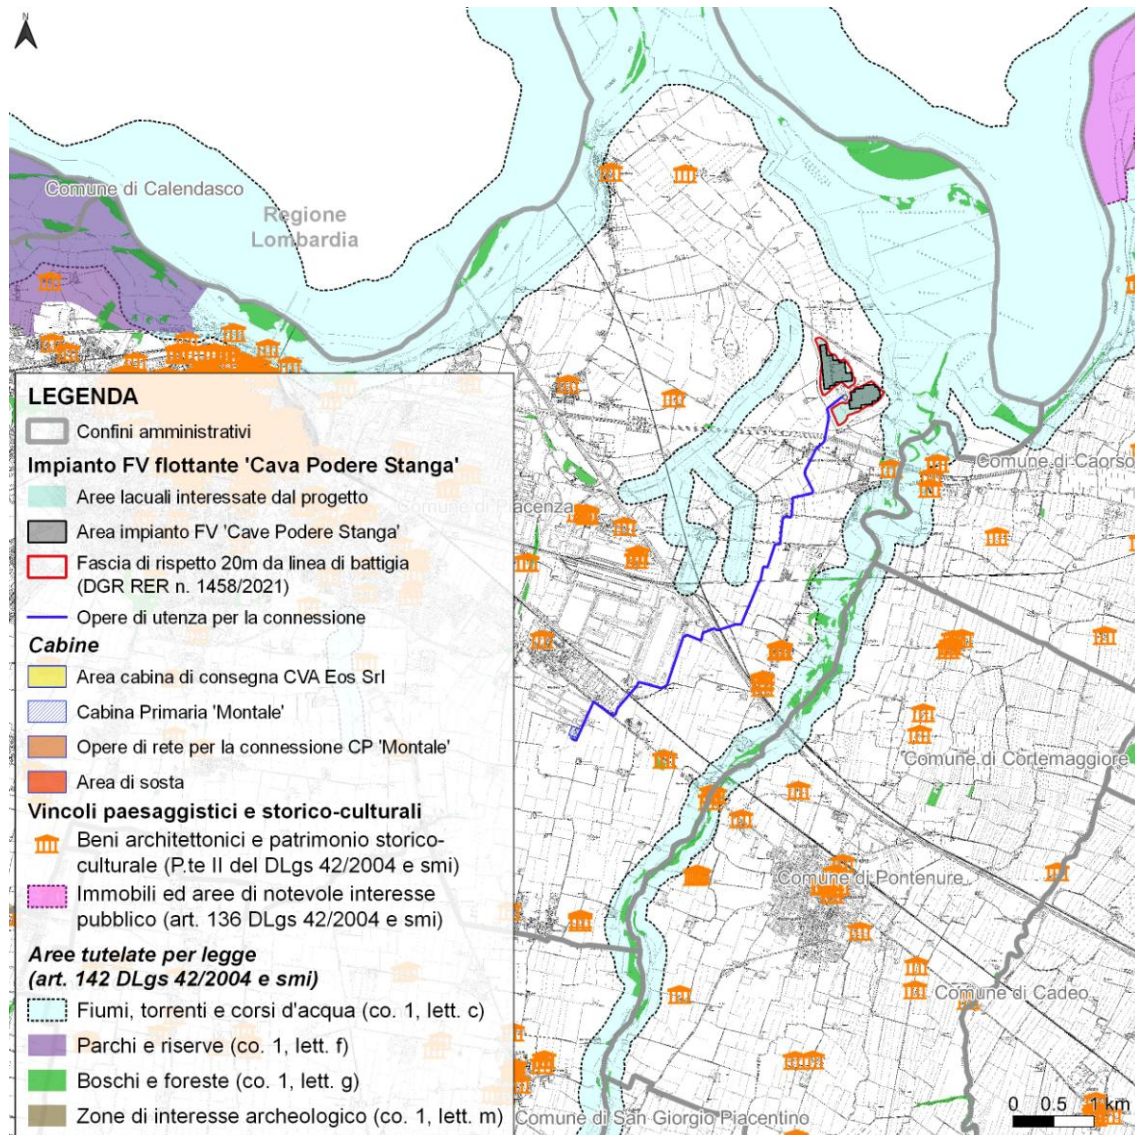 N
Comune di Calendasco
Regione
Lombardia
LEGENDA
Confini amministrativi
Impianto FV flottante 'Cava Podere Stanga'
Aree lacuali interessate dal progetto
Area impianto FV 'Cave Podere Stanga'
Fascia di rispetto 20m da linea di battigia
(DGR RER n. 1458/2021)
Opere di utenza per la connessione
Cabine
Area cabina di consegna CVA Eos Srl
Cabina Primaria 'Montale'
Opere di rete per la connessione CP 'Montale'
Area di sosta
Vincoli paesaggistici e storico-culturali
Beni architettonici e patrimonio storico-
culturale (P.te II del DLgs 42/2004 e smi)
Immobili ed aree di notevole interesse
pubblico (art. 136 DLgs 42/2004 e smi)
Aree tutelate per legge
(art. 142 DLgs 42/2004 e smi)
Fiumi, torrenti e corsi d'acqua (co. 1, lett. c)
Parchi e riserve (co. 1, lett. f)
Boschi e foreste (co. 1, lett. g)
Zone di interesse archeologico (co. 1, lett. m)
Comune di Caorso
Comune di Piacenza
Comune di Cortemaggiore
Comune di Pontenure
Comune di Cadeo
Comune di San Giorgio Piacentino
0 0.5 1 km